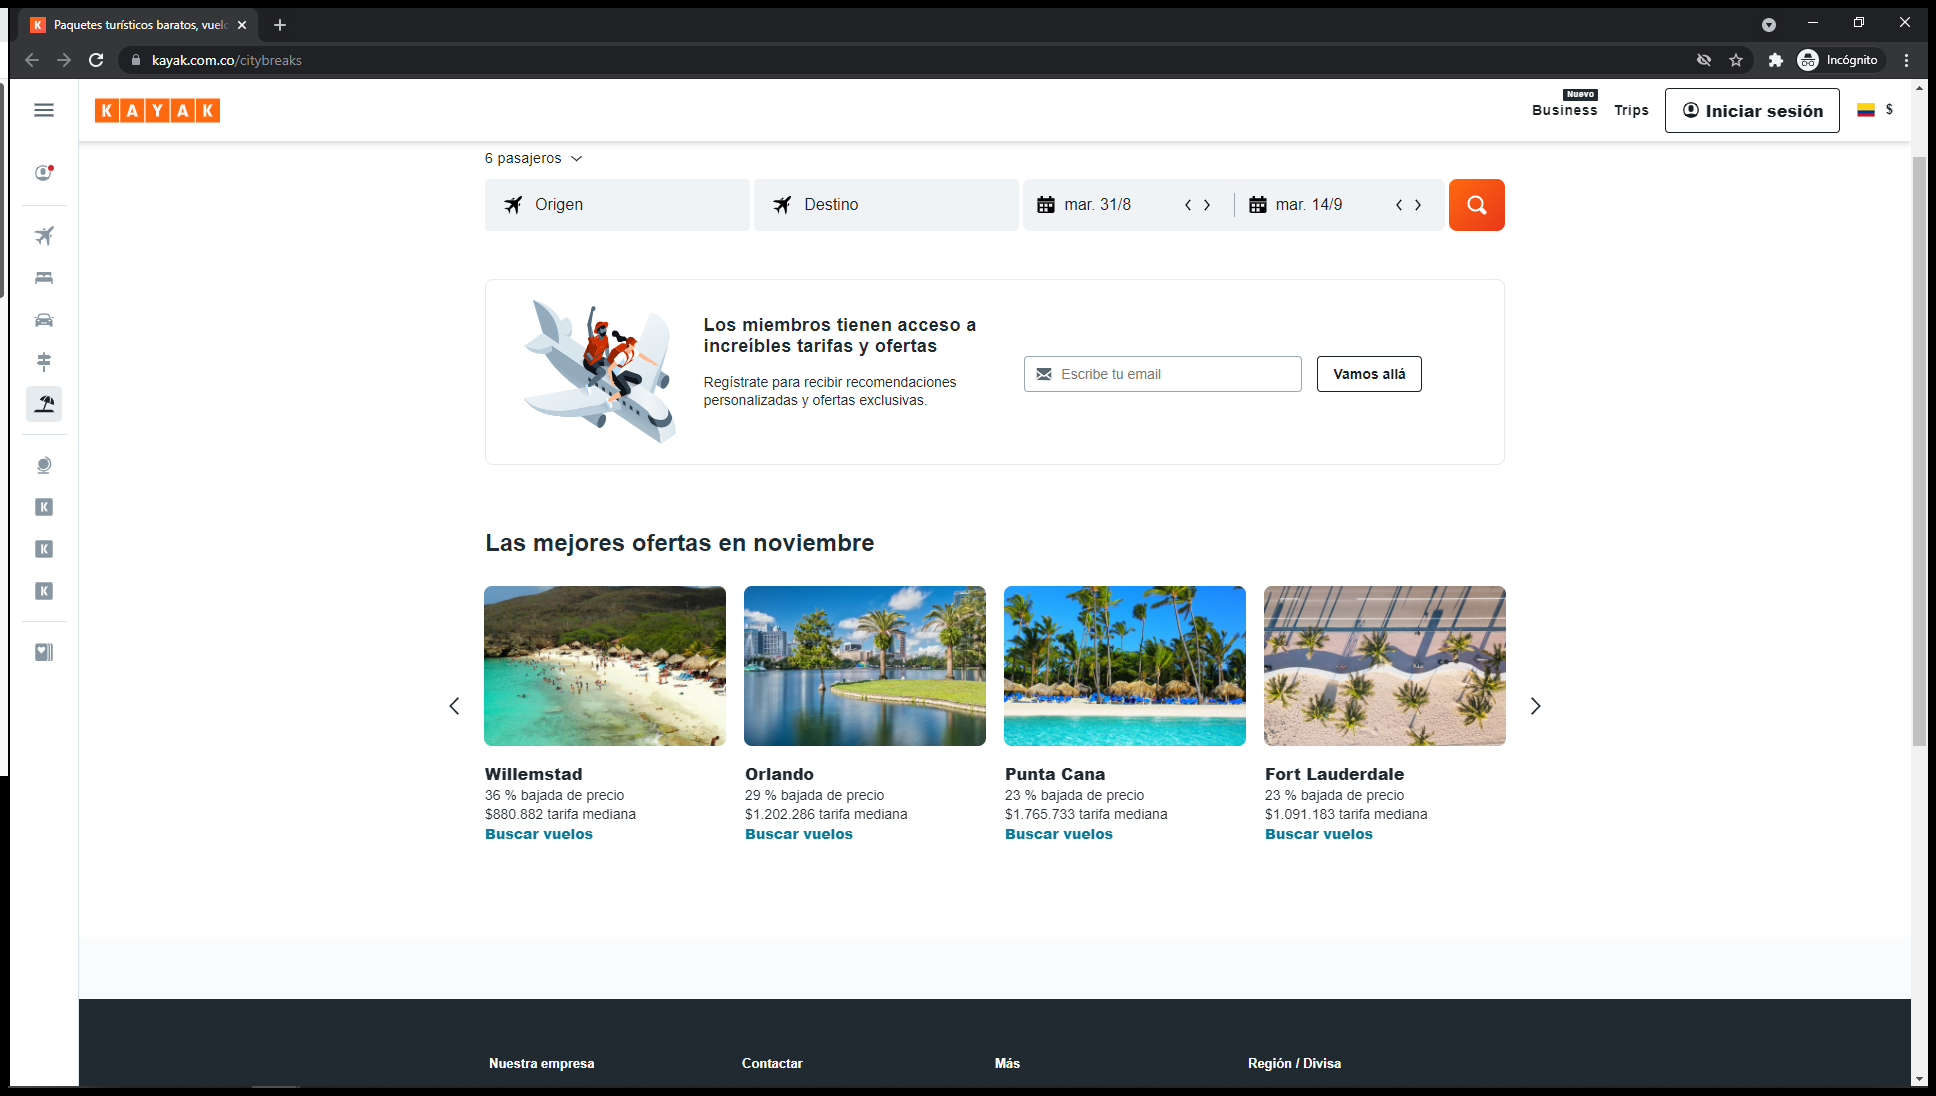 Paquetes turísticos baratos, vuel
kayak.com.co/citybreaks
Incógnito
KAYAK
Nuevo
Business
Trips
Iniciar sesión
$
6 pasajeros
Origen
Destino
mar. 31/8
mar. 14/9
Los miembros tienen acceso a
increíbles tarifas y ofertas
Regístrate para recibir recomendaciones
personalizadas y ofertas exclusivas.
Escribe tu email
Vamos allá
K
K
K
Las mejores ofertas en noviembre
Willemstad
36 % bajada de precio
$880.882 tarifa mediana
Buscar vuelos
Orlando
29 % bajada de precio
$1.202.286 tarifa mediana
Buscar vuelos
Punta Cana
23 % bajada de precio
$1.765.733 tarifa mediana
Buscar vuelos
Fort Lauderdale
23 % bajada de precio
$1.091.183 tarifa mediana
Buscar vuelos
Nuestra empresa
Contactar
Más
Región / Divisa